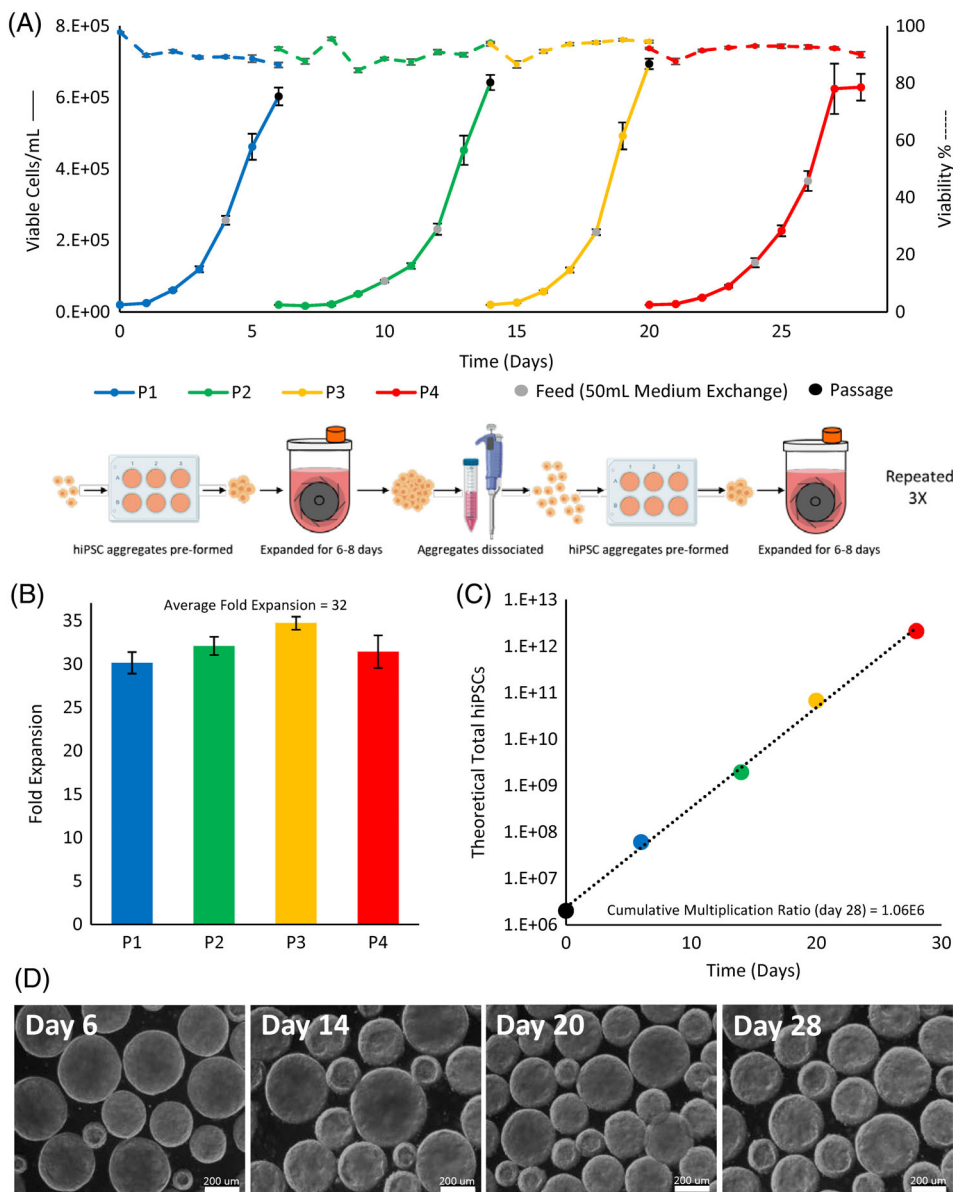 (A)
8.E+05
6.E+05
4.E+05
2.E+05
0.E+00
Viable Cells/mL
100
80
60
40
20
0
Viability % -----
0 5 10 15 20 25
Time (Days)
P1 P2 P3 P4 Feed (50mL Medium Exchange) Passage
1 2 3
A
B
1 2 3
A
B
Repeated
3X
hiPSC aggregates pre-formed Expanded for 6-8 days Aggregates dissociated hiPSC aggregates pre-formed Expanded for 6-8 days
(B)
Average Fold Expansion = 32
35
30
25
20
15
10
5
0
Fold Expansion
P1 P2 P3 P4
(C)
1.E+13
1.E+12
1.E+11
1.E+10
1.E+09
1.E+08
1.E+07
1.E+06
Theoretical Total hiPSCs
Cumulative Multiplication Ratio (day 28) = 1.06E6
0 10 20 30
Time (Days)
(D)
Day 6 Day 14 Day 20 Day 28
200 um 200 um 200 um 200 um